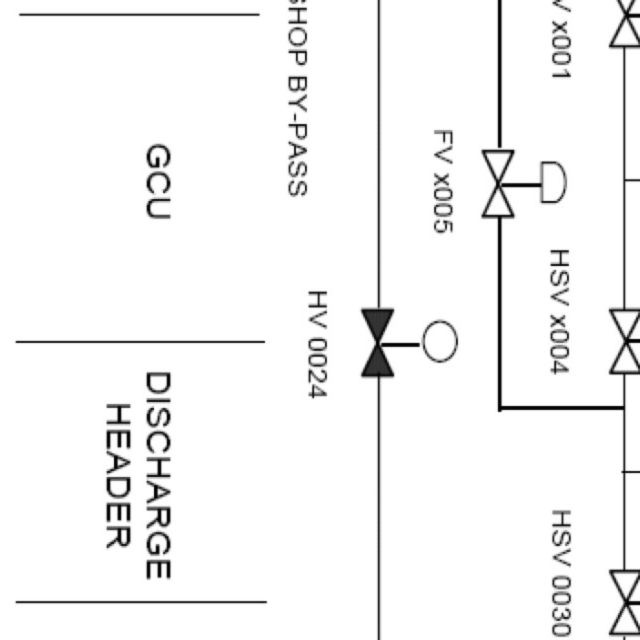 V x001
SHOP BY-PASS
GCU
FV x005
HSV x004
HV 0024
DISCHARGE
HEADER
HSV 0030